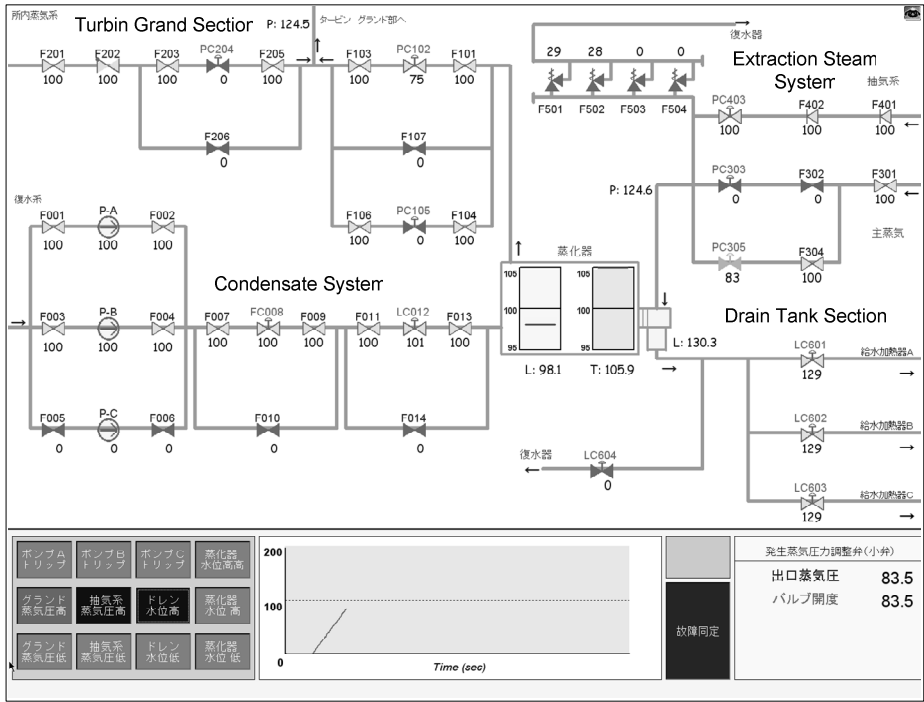 所内蒸気系
Turbin Grand Section
P: 124.5
タービン グランド部へ
F201
100
F202
100
F203
100
PC204
0
F205
100
F206
0
F103
100
PC102
75
F101
100
F107
0
F106
100
PC105
0
F104
100
復水器
29
28
0
0
F501
F502
F503
F504
Extraction Steam
System
抽気系
PC403
100
F402
100
F401
100
P: 124.6
PC303
0
F302
0
F301
100
主蒸気
PC305
83
F304
100
復水系
F001
100
P-A
100
F002
100
Condensate System
F003
100
P-B
100
F004
100
F007
100
FC008
100
F009
100
F011
100
LC012
101
F013
100
F005
0
P-C
0
F006
0
F010
0
F014
0
蒸化器
105
100
95
105
100
95
L: 98.1
T: 105.9
L: 130.3
Drain Tank Section
LC601
129
給水加熱器A
LC602
129
給水加熱器B
LC603
129
給水加熱器C
復水器
LC604
0
ポンプA
トリップ
ポンプB
トリップ
ポンプC
トリップ
蒸化器
水位高高
グランド
蒸気圧高
抽気系
蒸気圧高
ドレン
水位高
蒸化器
水位 高
グランド
蒸気圧低
抽気系
蒸気圧低
ドレン
水位低
蒸化器
水位 低
200
100
0
Time (sec)
故障同定
発生蒸気圧力調整弁(小弁)
出口蒸気圧 83.5
バルブ開度 83.5